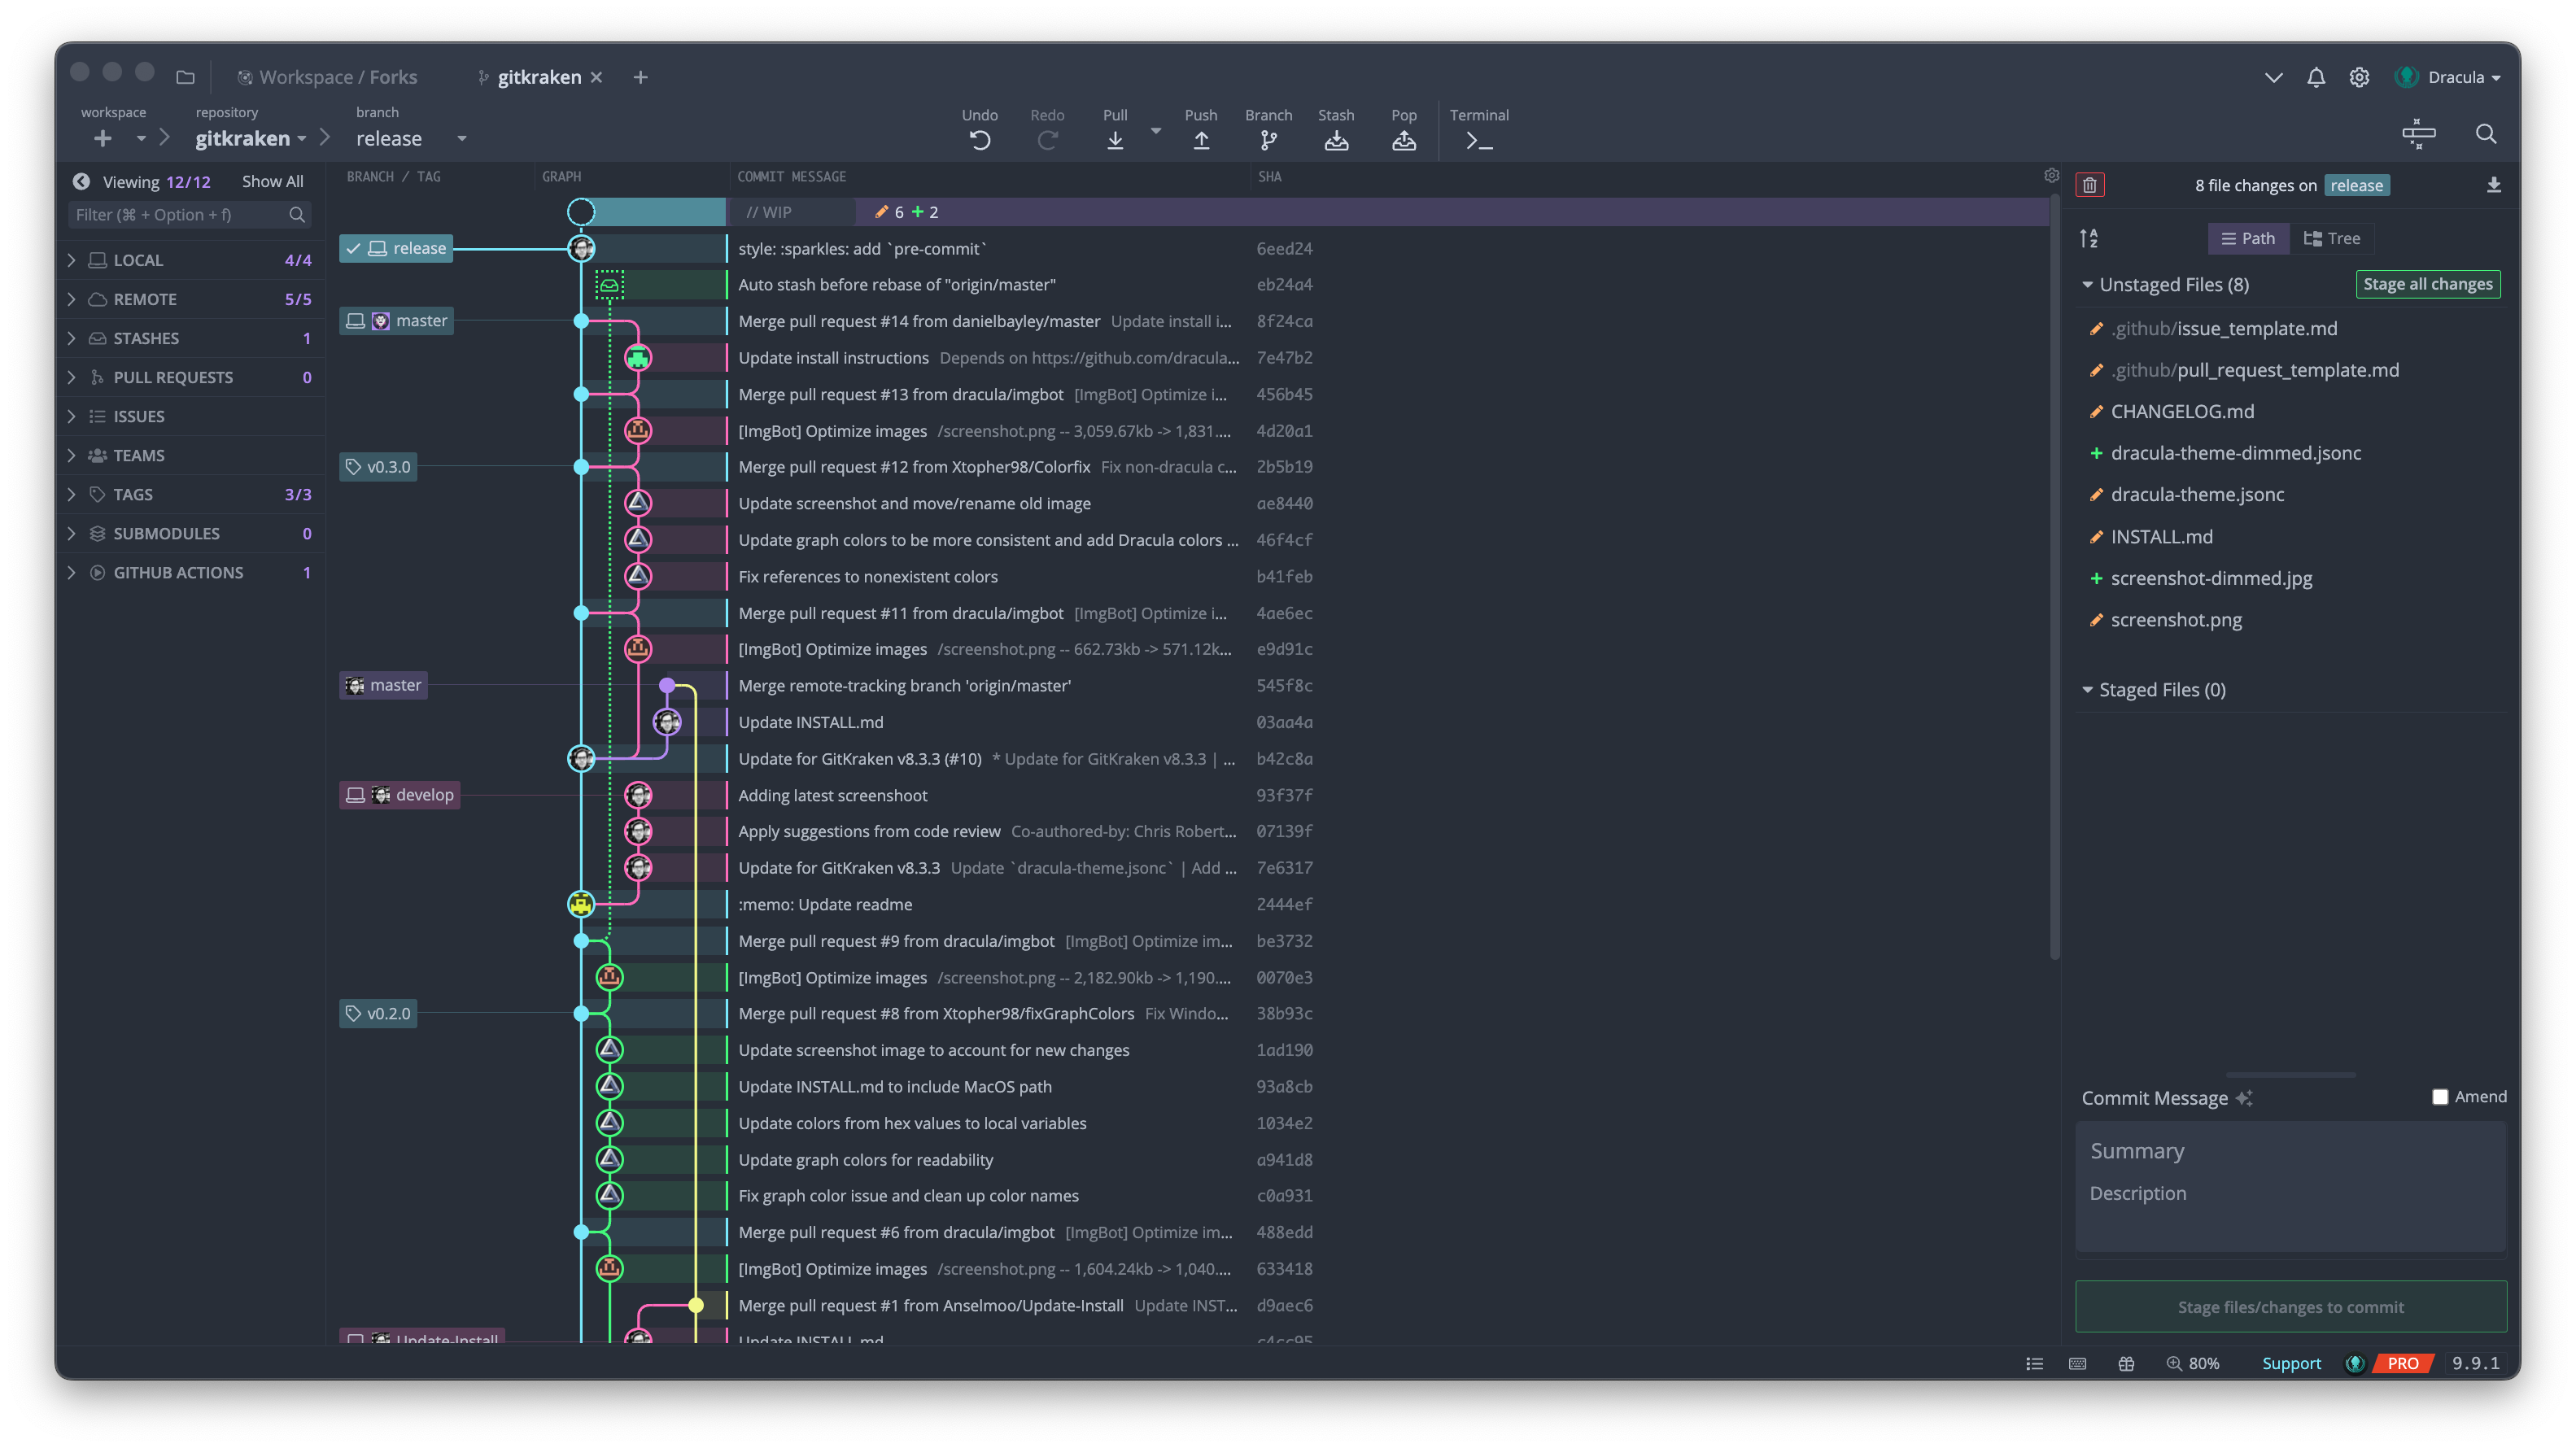 Workspace / Forks
gitkraken
Dracula
workspace
repository
branch
gitkraken
release
Undo
Redo
Pull
Push
Branch
Stash
Pop
Terminal
Viewing 12/12
Show All
Filter (⌘ + Option + f)
LOCAL 4/4
REMOTE 5/5
STASHES 1
PULL REQUESTS 0
ISSUES
TEAMS
TAGS 3/3
SUBMODULES 0
GITHUB ACTIONS 1
BRANCH / TAG
GRAPH
COMMIT MESSAGE
SHA
// WIP 6 + 2
release style: :sparkles: add `pre-commit` 6eed24
Auto stash before rebase of "origin/master" eb24a4
master Merge pull request #14 from danielbayley/master Update install i... 8f24ca
Update install instructions Depends on https://github.com/dracula... 7e47b2
Merge pull request #13 from dracula/imgbot [ImgBot] Optimize i... 456b45
[ImgBot] Optimize images /screenshot.png -- 3,059.67kb -> 1,831.... 4d20a1
v0.3.0 Merge pull request #12 from Xtopher98/Colorfix Fix non-dracula c... 2b5b19
Update screenshot and move/rename old image ae8440
Update graph colors to be more consistent and add Dracula colors ... 46f4cf
Fix references to nonexistent colors b41feb
Merge pull request #11 from dracula/imgbot [ImgBot] Optimize i... 4ae6ec
[ImgBot] Optimize images /screenshot.png -- 662.73kb -> 571.12k... e9d91c
master Merge remote-tracking branch 'origin/master' 545f8c
Update INSTALL.md 03aa4a
Update for GitKraken v8.3.3 (#10) * Update for GitKraken v8.3.3 | ... b42c8a
develop Adding latest screenshoot 93f37f
Apply suggestions from code review Co-authored-by: Chris Robert... 07139f
Update for GitKraken v8.3.3 Update `dracula-theme.jsonc` | Add ... 7e6317
:memo: Update readme 2444ef
Merge pull request #9 from dracula/imgbot [ImgBot] Optimize im... be3732
[ImgBot] Optimize images /screenshot.png -- 2,182.90kb -> 1,190.... 0070e3
v0.2.0 Merge pull request #8 from Xtopher98/fixGraphColors Fix Windo... 38b93c
Update screenshot image to account for new changes 1ad190
Update INSTALL.md to include MacOS path 93a8cb
Update colors from hex values to local variables 1034e2
Update graph colors for readability a941d8
Fix graph color issue and clean up color names c0a931
Merge pull request #6 from dracula/imgbot [ImgBot] Optimize im... 488edd
[ImgBot] Optimize images /screenshot.png -- 1,604.24kb -> 1,040.... 633418
Merge pull request #1 from Anselmoo/Update-Install Update INST... d9aec6
Update-Install Update INSTALL.md c4cc95
8 file changes on release
Path
Tree
Unstaged Files (8)
Stage all changes
.github/issue_template.md
.github/pull_request_template.md
CHANGELOG.md
+ dracula-theme-dimmed.jsonc
dracula-theme.jsonc
INSTALL.md
+ screenshot-dimmed.jpg
screenshot.png
Staged Files (0)
Commit Message
Amend
Summary
Description
Stage files/changes to commit
80%
Support
PRO
9.9.1